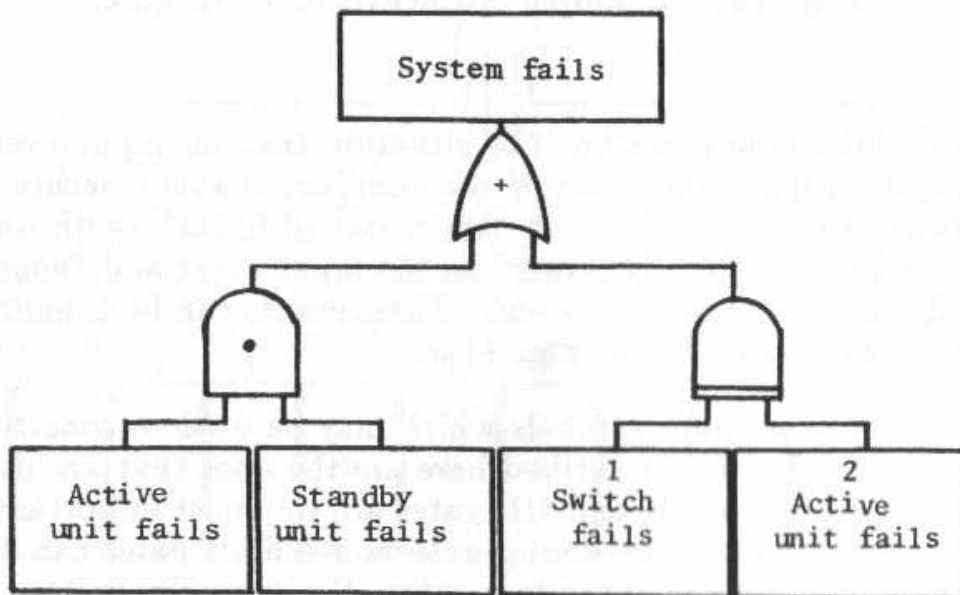 System fails
+
Active
unit fails
Standby
unit fails
1
Switch
fails
2
Active
unit fails